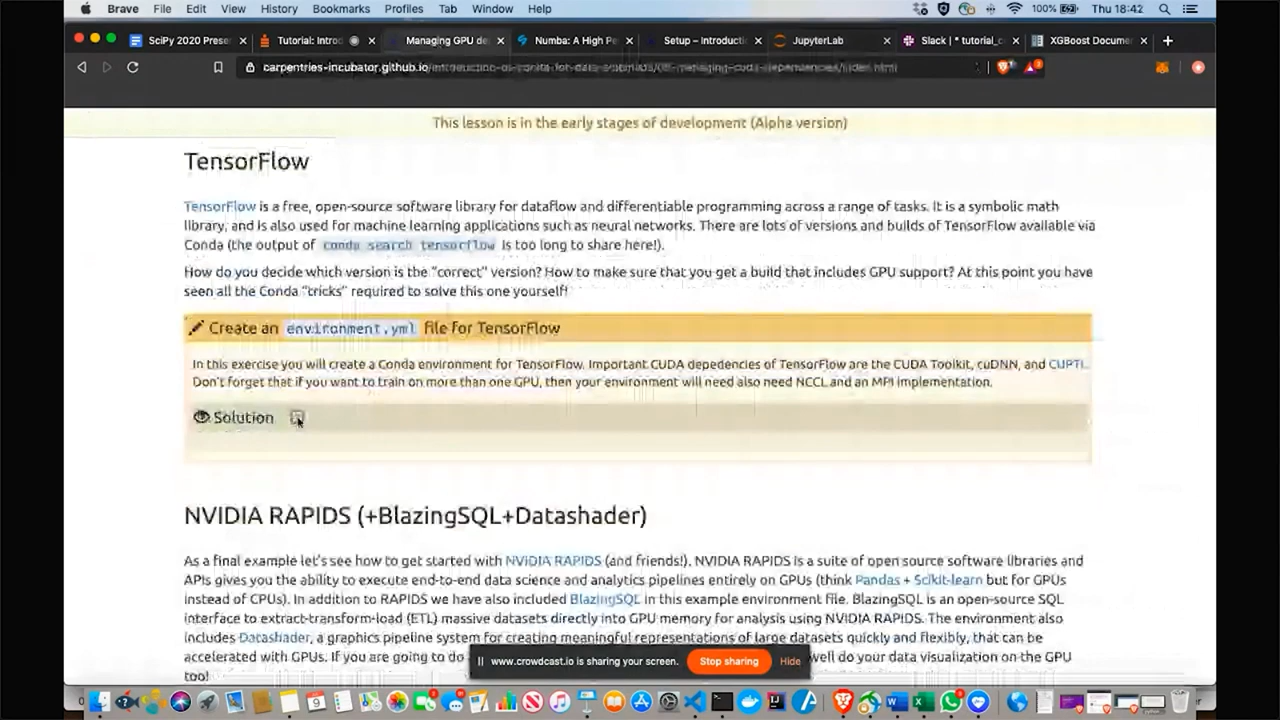 Brave File Edit View History Bookmarks Profiles Tab Window Help 100% Thu 18:42
SciPy 2020 Prese Tutorial: Intro Managing GPU de Numba: A High P Setup – Introducti JupyterLab Slack | * tutorial_c XGBoost Docume
carpentries-incubator.github.io/introduction-to-conda-for-data-scientists/05-managing-cuda-dependencies/index.html
This lesson is in the early stages of development (Alpha version)
TensorFlow
TensorFlow is a free, open-source software library for dataflow and differentiable programming across a range of tasks. It is a symbolic math
library, and is also used for machine learning applications such as neural networks. There are lots of versions and builds of TensorFlow available via
Conda (the output of conda search tensorflow is too long to share here!).
How do you decide which version is the "correct" version? How to make sure that you get a build that includes GPU support? At this point you have
seen all the Conda "tricks" required to solve this one yourself!
Create an environment.yml file for TensorFlow
In this exercise you will create a Conda environment for TensorFlow. Important CUDA depedencies of TensorFlow are the CUDA Toolkit, cuDNN, and CUPTI.
Don't forget that if you want to train on more than one GPU, then your environment will need also need NCCL and an MPI implementation.
Solution
NVIDIA RAPIDS (+BlazingSQL+Datashader)
As a final example let's see how to get started with NVIDIA RAPIDS (and friends!). NVIDIA RAPIDS is a suite of open source software libraries and
APIs gives you the ability to execute end-to-end data science and analytics pipelines entirely on GPUs (think Pandas + Scikit-learn but for GPUs
instead of CPUs). In addition to RAPIDS we have also included BlazingSQL in this example environment file. BlazingSQL is an open-source SQL
interface to extract-transform-load (ETL) massive datasets directly into GPU memory for analysis using NVIDIA RAPIDS. The environment also
includes Datashader, a graphics pipeline system for creating meaningful representations of large datasets quickly and flexibly, that can be
accelerated with GPUs. If you are going to do well do your data visualization on the GPU
www.crowdcast.io is sharing your screen. Stop sharing Hide
too!